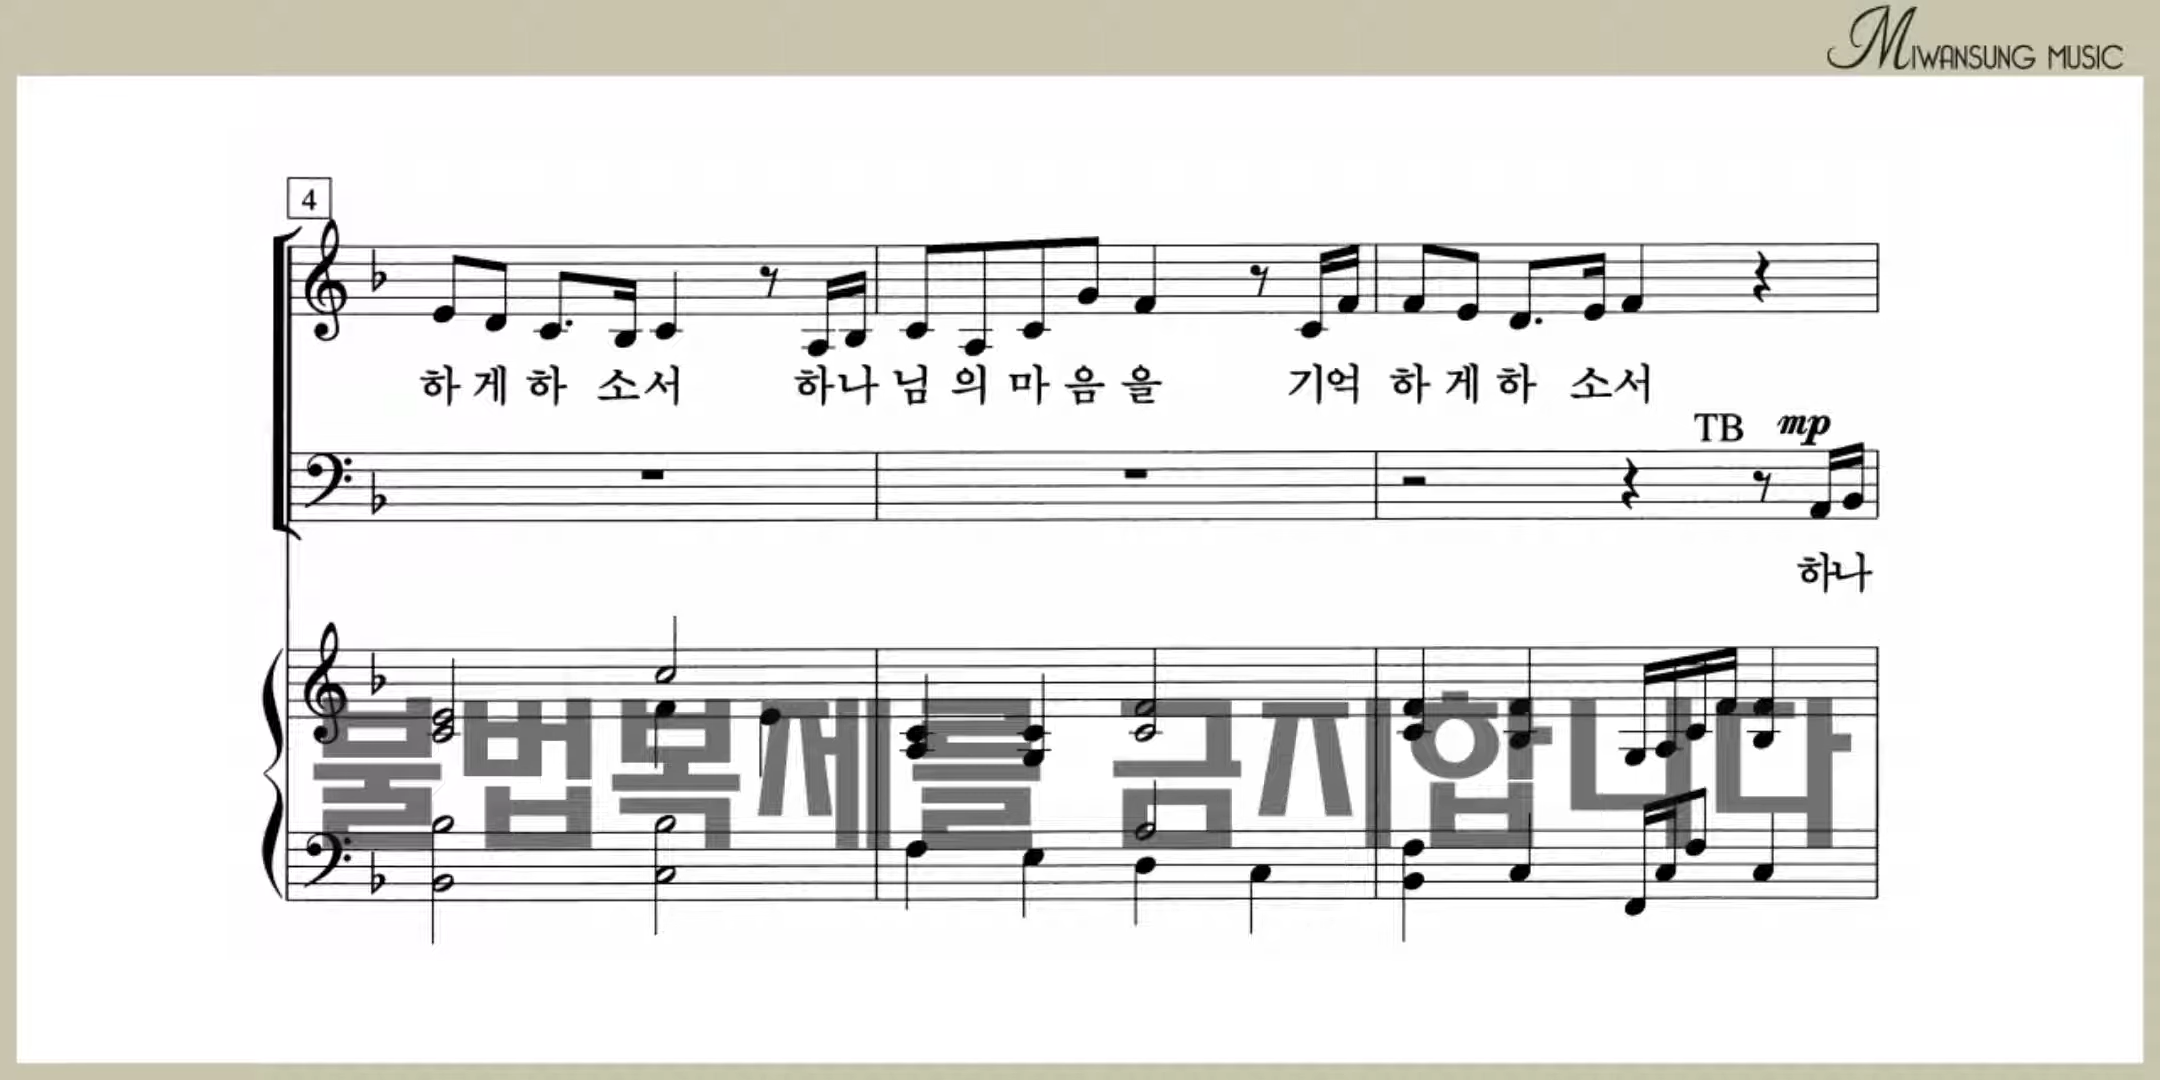 MIWANSUNG MUSIC
4
하게하 소서 하나님의마음을 기억하게하 소서
TB mp
하나
불법복제를 금지합니다